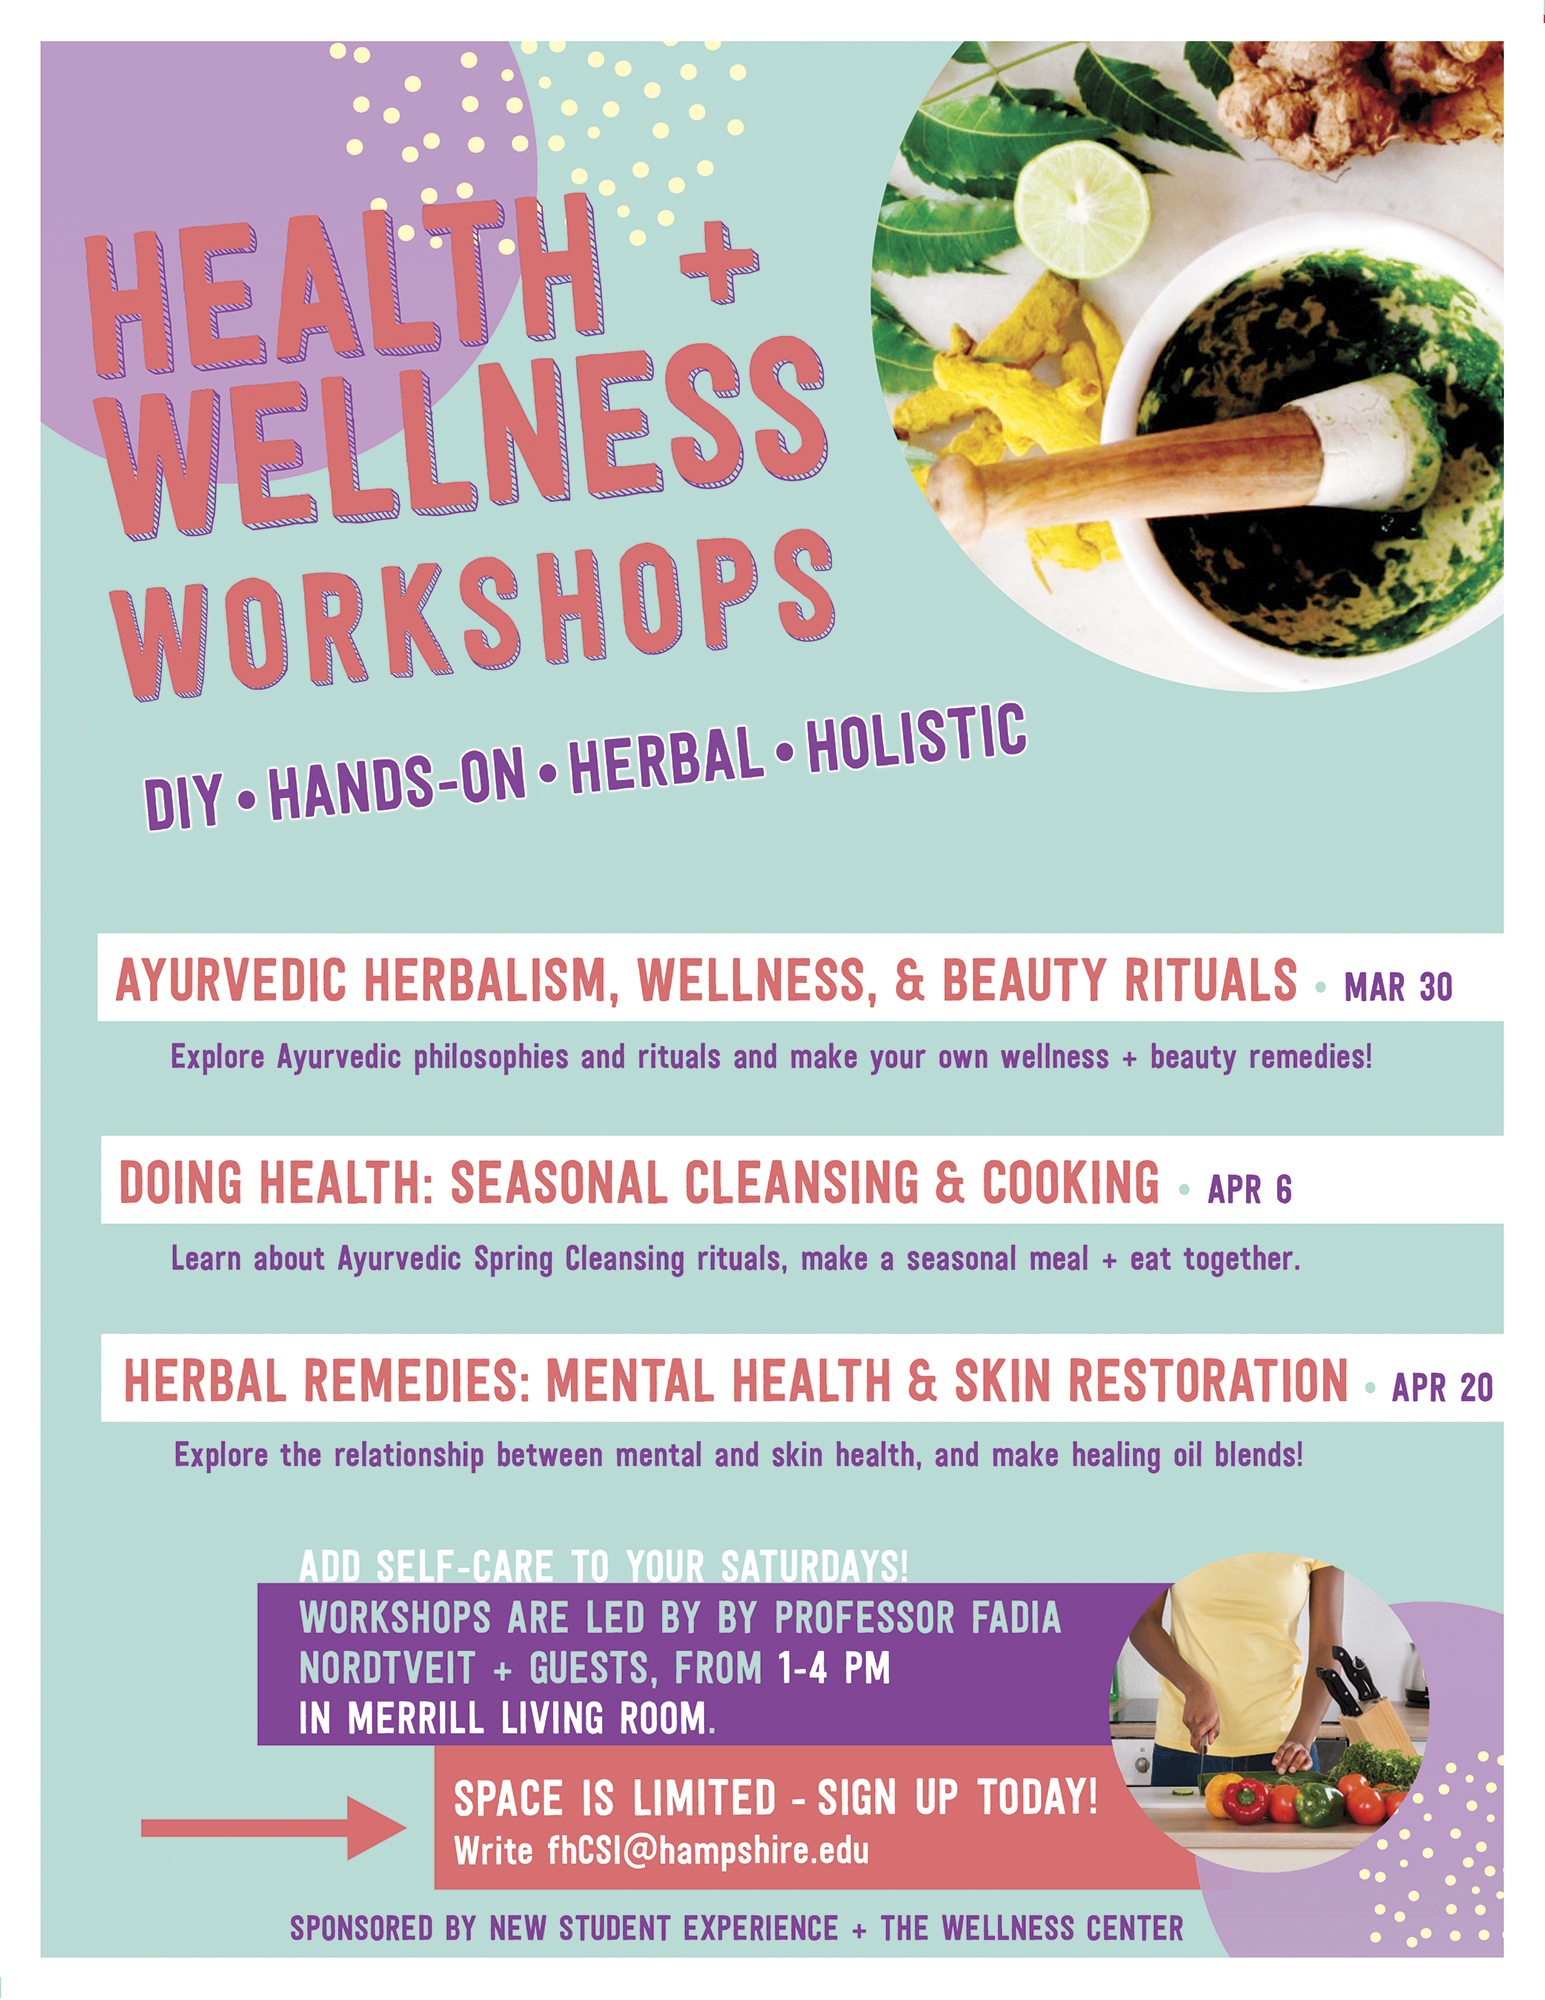 HEALTH +
WELLNESS
WORKSHOPS
DIY • HANDS-ON • HERBAL • HOLISTIC
AYURVEDIC HERBALISM, WELLNESS, & BEAUTY RITUALS • MAR 30
Explore Ayurvedic philosophies and rituals and make your own wellness + beauty remedies!
DOING HEALTH: SEASONAL CLEANSING & COOKING • APR 6
Learn about Ayurvedic Spring Cleansing rituals, make a seasonal meal + eat together.
HERBAL REMEDIES: MENTAL HEALTH & SKIN RESTORATION • APR 20
Explore the relationship between mental and skin health, and make healing oil blends!
ADD SELF-CARE TO YOUR SATURDAYS!
WORKSHOPS ARE LED BY BY PROFESSOR FADIA
NORDTVEIT + GUESTS, FROM 1-4 PM
IN MERRILL LIVING ROOM.
SPACE IS LIMITED - SIGN UP TODAY!
Write fhCSI@hampshire.edu
SPONSORED BY NEW STUDENT EXPERIENCE + THE WELLNESS CENTER